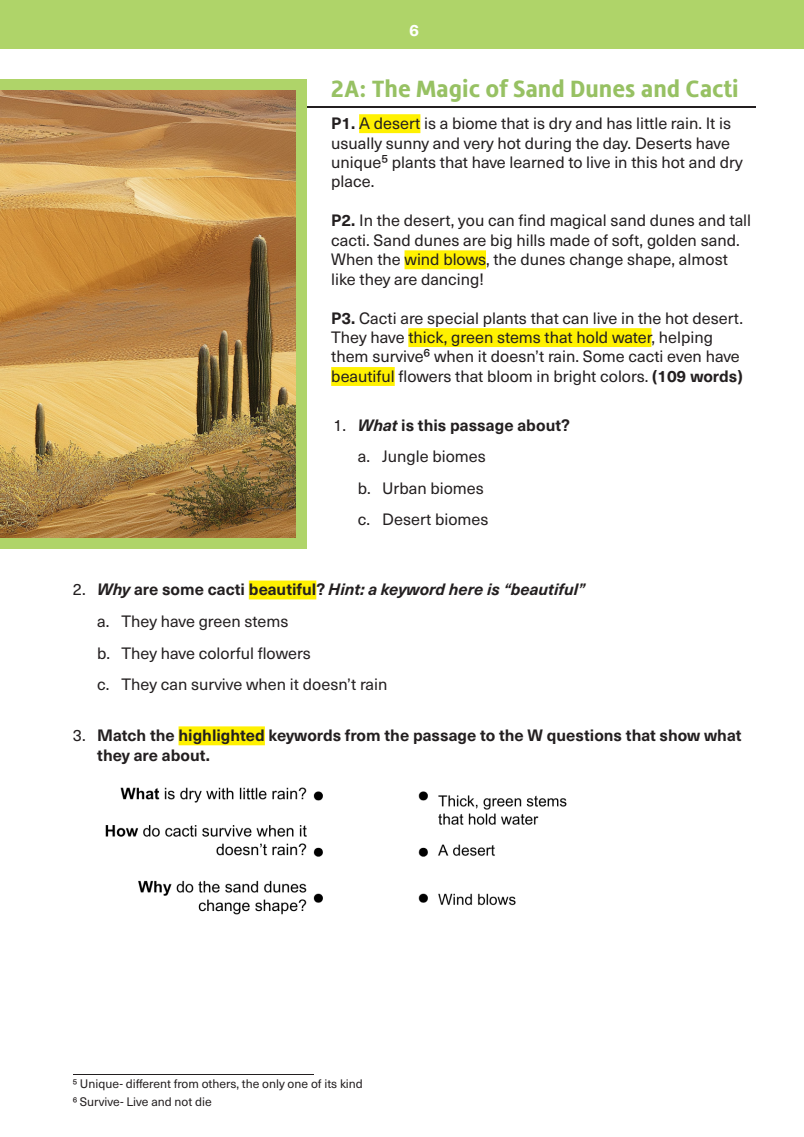 6
2A: The Magic of Sand Dunes and Cacti
P1. A desert is a biome that is dry and has little rain. It is
usually sunny and very hot during the day. Deserts have
unique⁵ plants that have learned to live in this hot and dry
place.
P2. In the desert, you can find magical sand dunes and tall
cacti. Sand dunes are big hills made of soft, golden sand.
When the wind blows, the dunes change shape, almost
like they are dancing!
P3. Cacti are special plants that can live in the hot desert.
They have thick, green stems that hold water, helping
them survive⁶ when it doesn't rain. Some cacti even have
beautiful flowers that bloom in bright colors. (109 words)
1. What is this passage about?
a. Jungle biomes
b. Urban biomes
c. Desert biomes
2. Why are some cacti beautiful? Hint: a keyword here is “beautiful”
a. They have green stems
b. They have colorful flowers
c. They can survive when it doesn't rain
3. Match the highlighted keywords from the passage to the W questions that show what
they are about.
What is dry with little rain?
How do cacti survive when it
doesn't rain?
Why do the sand dunes
change shape?
Thick, green stems
that hold water
A desert
Wind blows
⁵ Unique- different from others, the only one of its kind
⁶ Survive- Live and not die